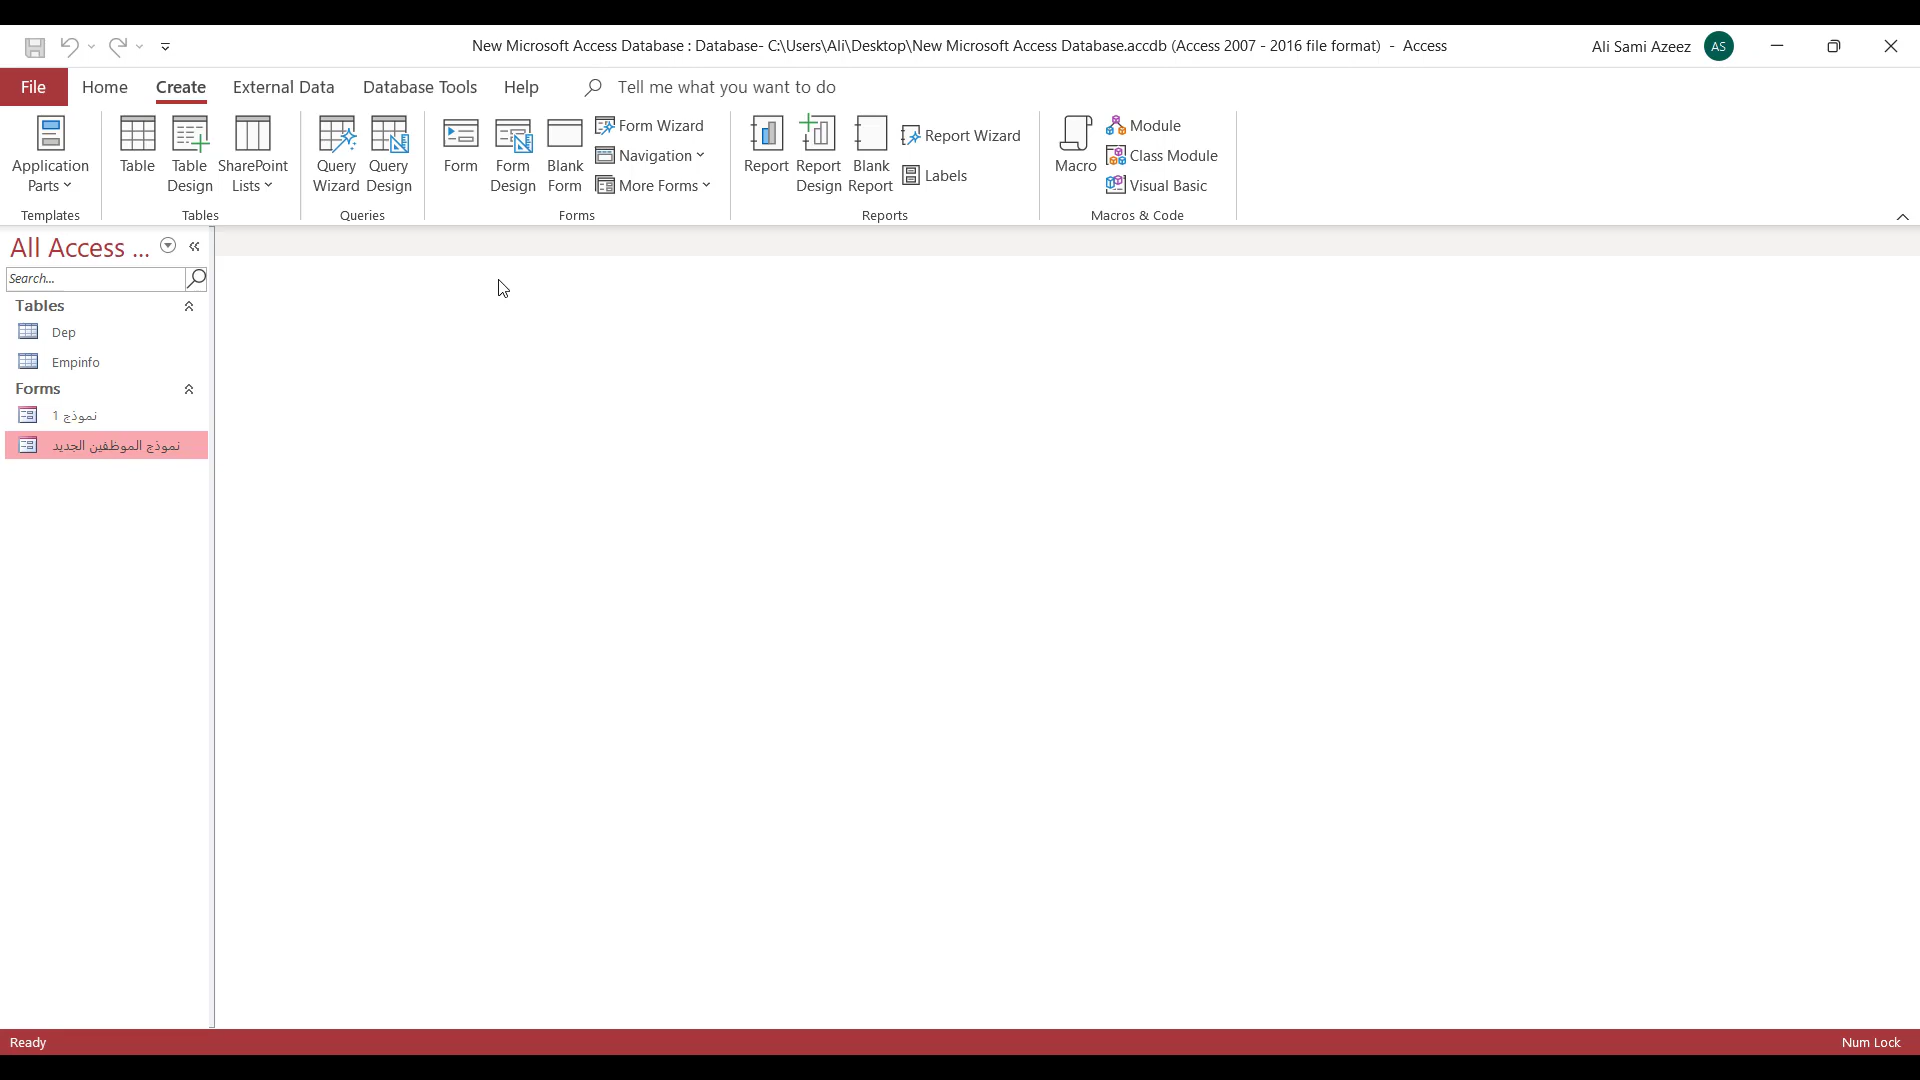 New Microsoft Access Database : Database- C:\Users\Ali\Desktop\New Microsoft Access Database.accdb (Access 2007 - 2016 file format) - Access
Ali Sami Azeez
AS
File
Home
Create
External Data
Database Tools
Help
Tell me what you want to do
Application
Parts
Templates
Table
Table
Design
SharePoint
Lists
Tables
Query
Wizard
Query
Design
Queries
Form
Form
Design
Blank
Form
Form Wizard
Navigation
More Forms
Forms
Report
Report
Design
Blank
Report
Report Wizard
Labels
Reports
Macro
Module
Class Module
Visual Basic
Macros & Code
All Access ...
Search...
Tables
Dep
Empinfo
Forms
نموذج 1
نموذج الموظفين الجديد
Ready
Num Lock